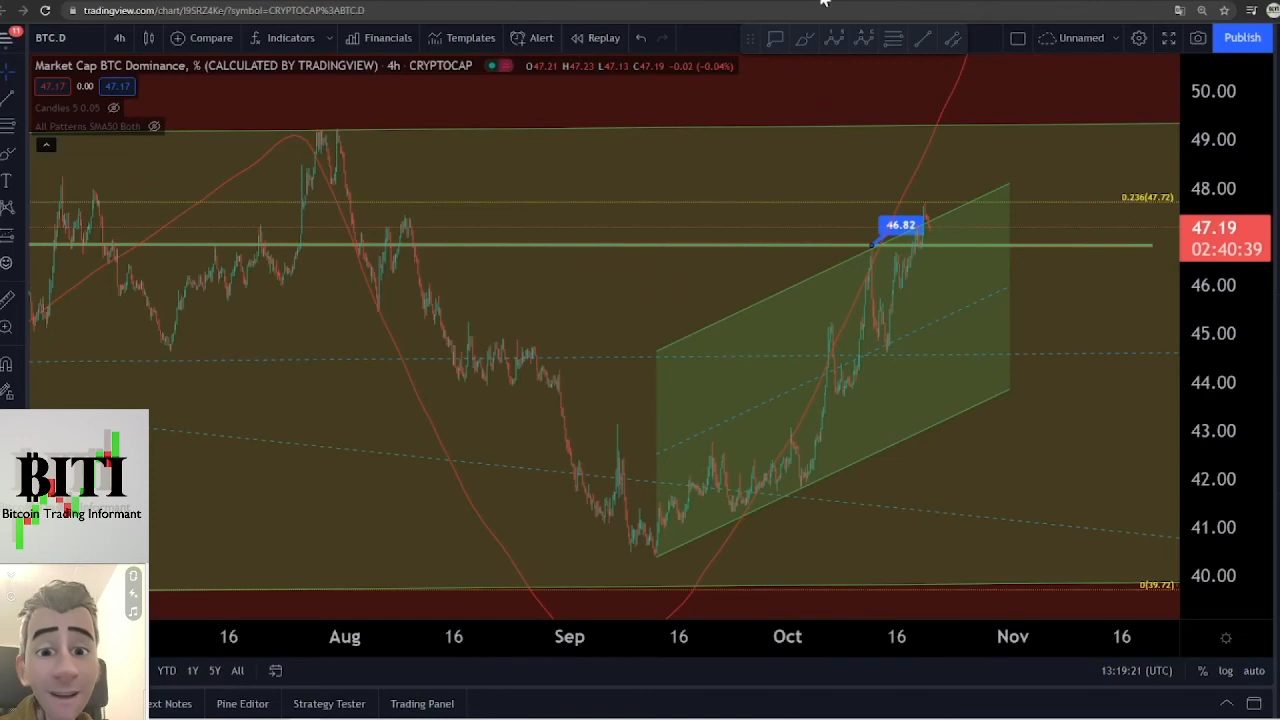 tradingview.com/chart/I9SRZ4Ke/?symbol=CRYPTOCAP%3ABTC.D
11
BTC.D 4h Compare Indicators Financials Templates Alert Replay Unnamed Publish
Market Cap BTC Dominance, % (CALCULATED BY TRADINGVIEW) • 4h • CRYPTOCAP O47.21 H47.23 L47.13 C47.19 -0.02 (-0.04%)
47.17 0.00 47.17
Candles 5 0.05
All Patterns SMA50 Both
50.00
49.00
48.00
0.236(47.72)
46.82
47.19
02:40:39
46.00
45.00
44.00
43.00
42.00
41.00
40.00
0(39.72)
BITI
Bitcoin Trading Informant
16 Aug 16 Sep 16 Oct 16 Nov 16
YTD 1Y 5Y All 13:19:21 (UTC) % log auto
ext Notes Pine Editor Strategy Tester Trading Panel